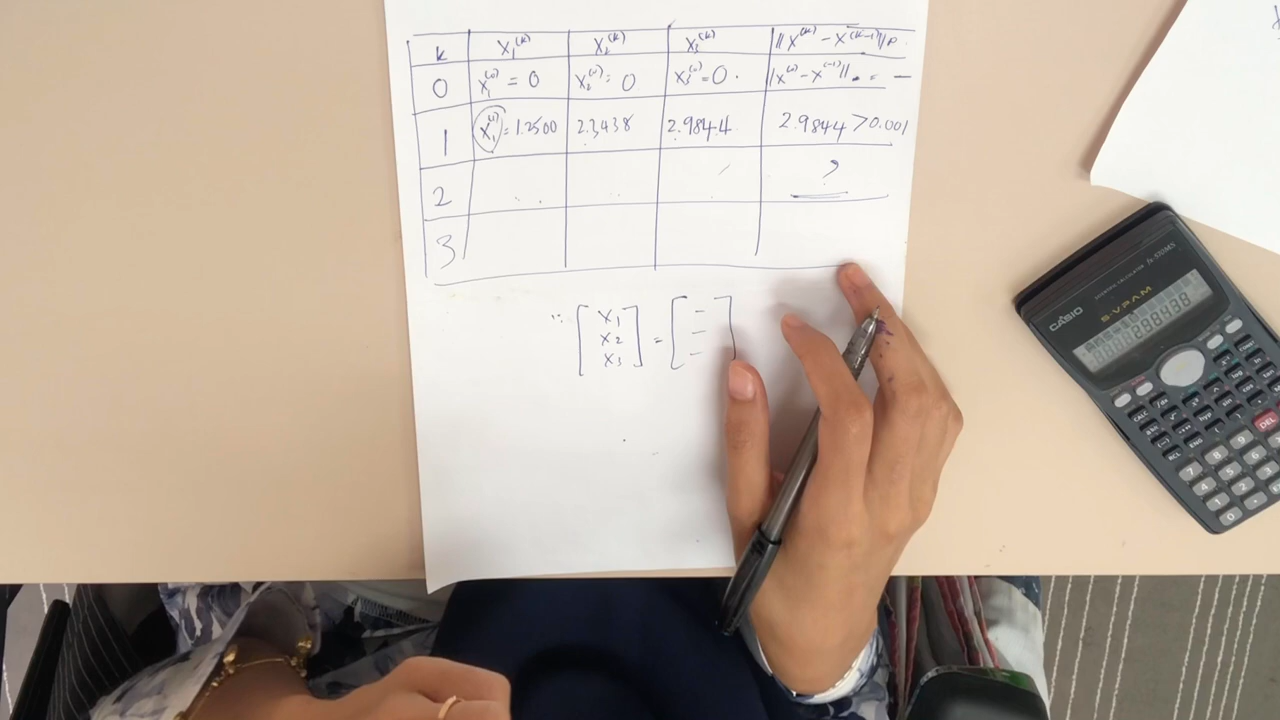 k x₁⁽ᵏ⁾ x₂⁽ᵏ⁾ x₃⁽ᵏ⁾ ||x⁽ᵏ⁾ - x⁽ᵏ⁻¹⁾||
0 x₁⁽⁰⁾ = 0 x₂⁽⁰⁾ = 0 x₃⁽⁰⁾ = 0. ||x⁽⁰⁾ - x⁽⁻¹⁾|| = -
1 x₁⁽¹⁾ = 1.2500 2.3438 2.9844 2.9844 > 0.001
2 ?
3
∴ [x₁ x₂ x₃] = [- - -]
CASIO
S-V.P.A.M.